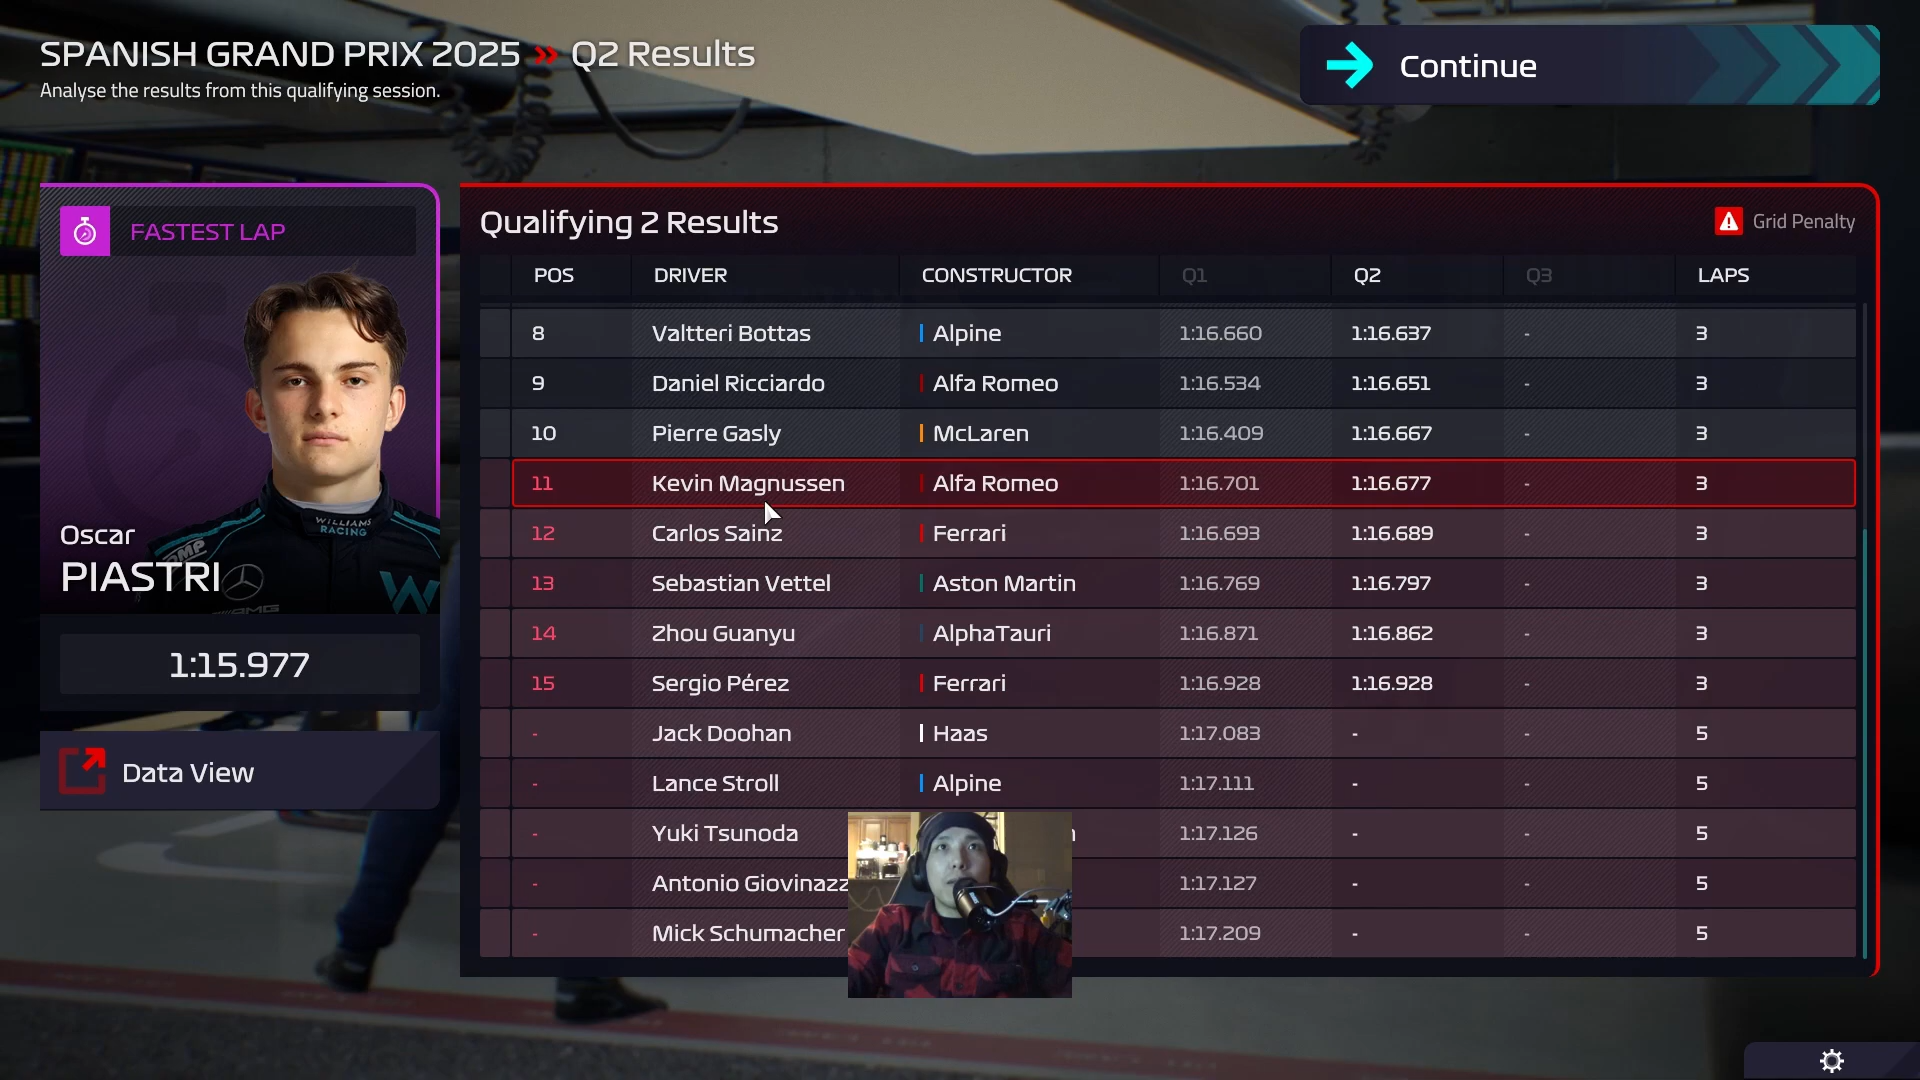 SPANISH GRAND PRIX 2025 » Q2 Results
Analyse the results from this qualifying session.
Continue
FASTEST LAP
WILLIAMS
RACING
OMP
AMG
W
Oscar
PIASTRI
1:15.977
Data View
Qualifying 2 Results
Grid Penalty
POS DRIVER CONSTRUCTOR Q1 Q2 Q3 LAPS
8 Valtteri Bottas Alpine 1:16.660 1:16.637 - 3
9 Daniel Ricciardo Alfa Romeo 1:16.534 1:16.651 - 3
10 Pierre Gasly McLaren 1:16.409 1:16.667 - 3
11 Kevin Magnussen Alfa Romeo 1:16.701 1:16.677 - 3
12 Carlos Sainz Ferrari 1:16.693 1:16.689 - 3
13 Sebastian Vettel Aston Martin 1:16.769 1:16.797 - 3
14 Zhou Guanyu AlphaTauri 1:16.871 1:16.862 - 3
15 Sergio Pérez Ferrari 1:16.928 1:16.928 - 3
- Jack Doohan Haas 1:17.083 - - 5
- Lance Stroll Alpine 1:17.111 - - 5
- Yuki Tsunoda 1:17.126 - - 5
- Antonio Giovinazz 1:17.127 - - 5
- Mick Schumacher 1:17.209 - - 5